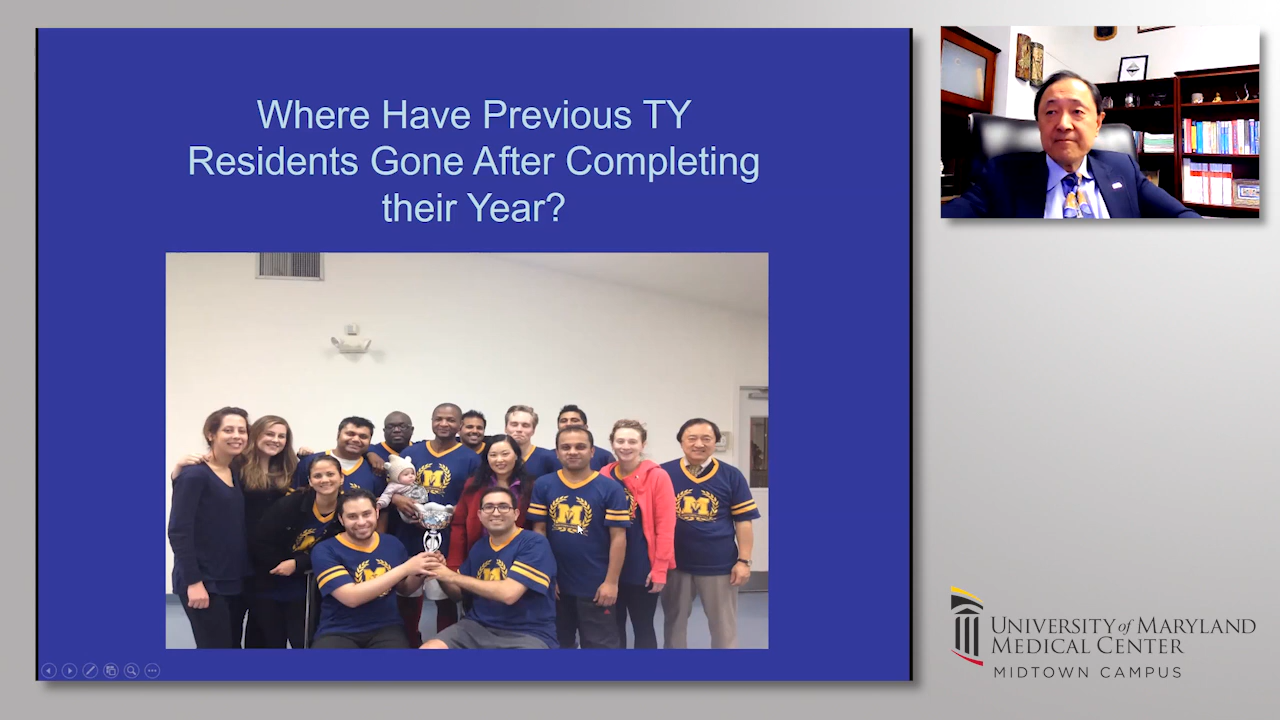 Where Have Previous TY
Residents Gone After Completing
their Year?
M
M
M
UNIVERSITY of MARYLAND
MEDICAL CENTER
MIDTOWN CAMPUS